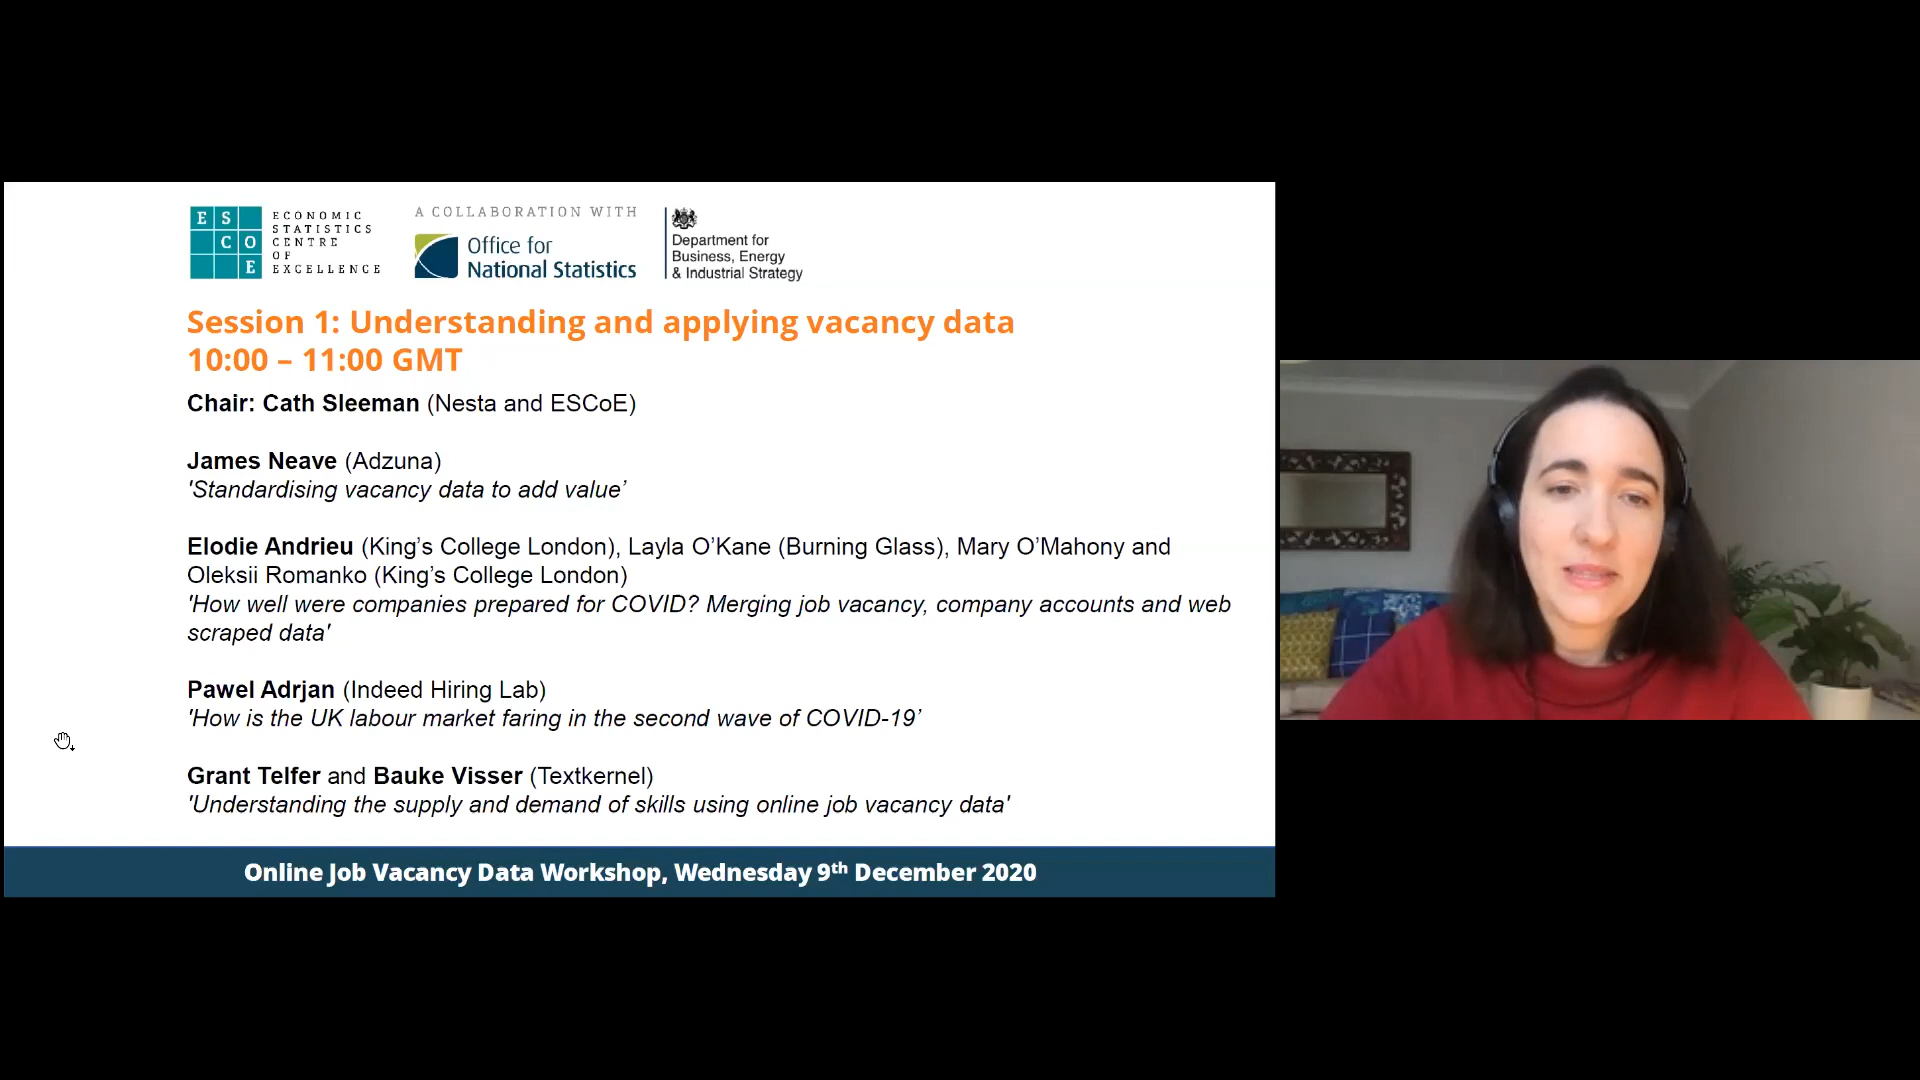 E S C O E
ECONOMIC
STATISTICS
CENTRE
OF
EXCELLENCE
A COLLABORATION WITH
Office for
National Statistics
Department for
Business, Energy
& Industrial Strategy
Session 1: Understanding and applying vacancy data
10:00 – 11:00 GMT
Chair: Cath Sleeman (Nesta and ESCoE)
James Neave (Adzuna)
'Standardising vacancy data to add value’
Elodie Andrieu (King’s College London), Layla O’Kane (Burning Glass), Mary O’Mahony and
Oleksii Romanko (King’s College London)
'How well were companies prepared for COVID? Merging job vacancy, company accounts and web
scraped data'
Pawel Adrjan (Indeed Hiring Lab)
'How is the UK labour market faring in the second wave of COVID-19’
Grant Telfer and Bauke Visser (Textkernel)
'Understanding the supply and demand of skills using online job vacancy data'
Online Job Vacancy Data Workshop, Wednesday 9th December 2020